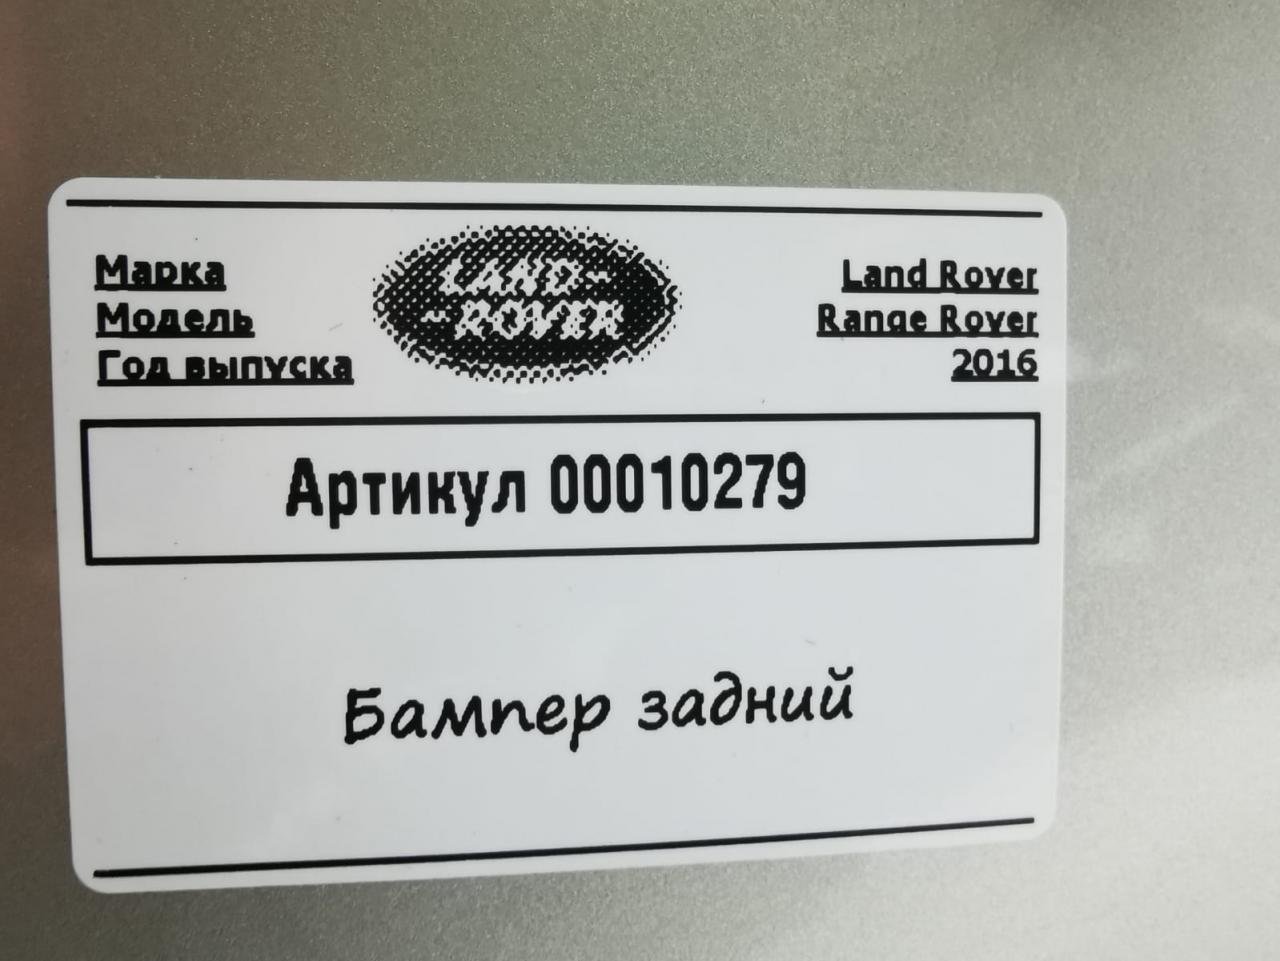 Марка Land Rover
Модель Range Rover
Год выпуска 2016
LAND-
-ROVER
Артикул 00010279
Бампер задний